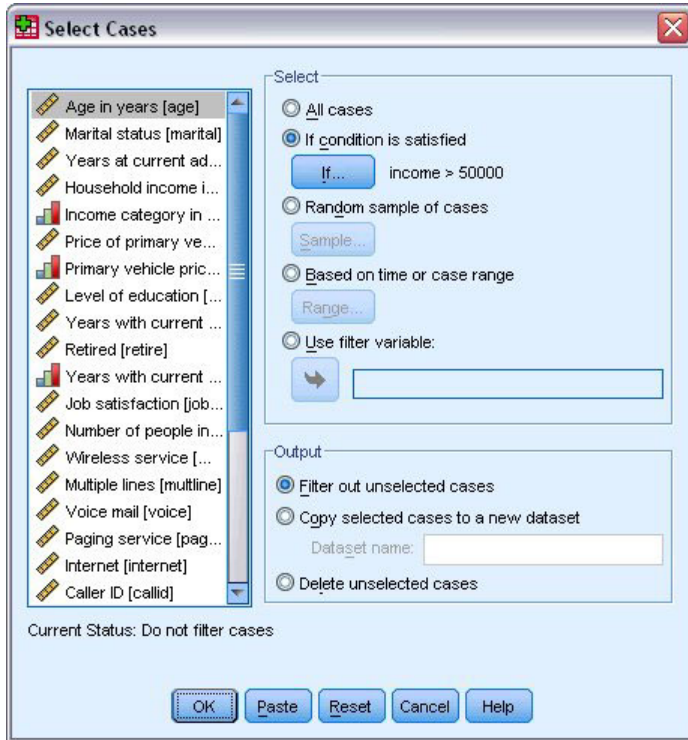 Select Cases
Age in years [age]
Marital status [marital]
Years at current ad...
Household income i...
Income category in ...
Price of primary ve...
Primary vehicle pric...
Level of education [...
Years with current ...
Retired [retire]
Years with current ...
Job satisfaction [job...
Number of people in...
Wireless service [...
Multiple lines [multline]
Voice mail [voice]
Paging service [pag...
Internet [internet]
Caller ID [callid]
Current Status: Do not filter cases
Select
All cases
If condition is satisfied
If... income > 50000
Random sample of cases
Sample...
Based on time or case range
Range...
Use filter variable:
Output
Filter out unselected cases
Copy selected cases to a new dataset
Dataset name:
Delete unselected cases
OK Paste Reset Cancel Help